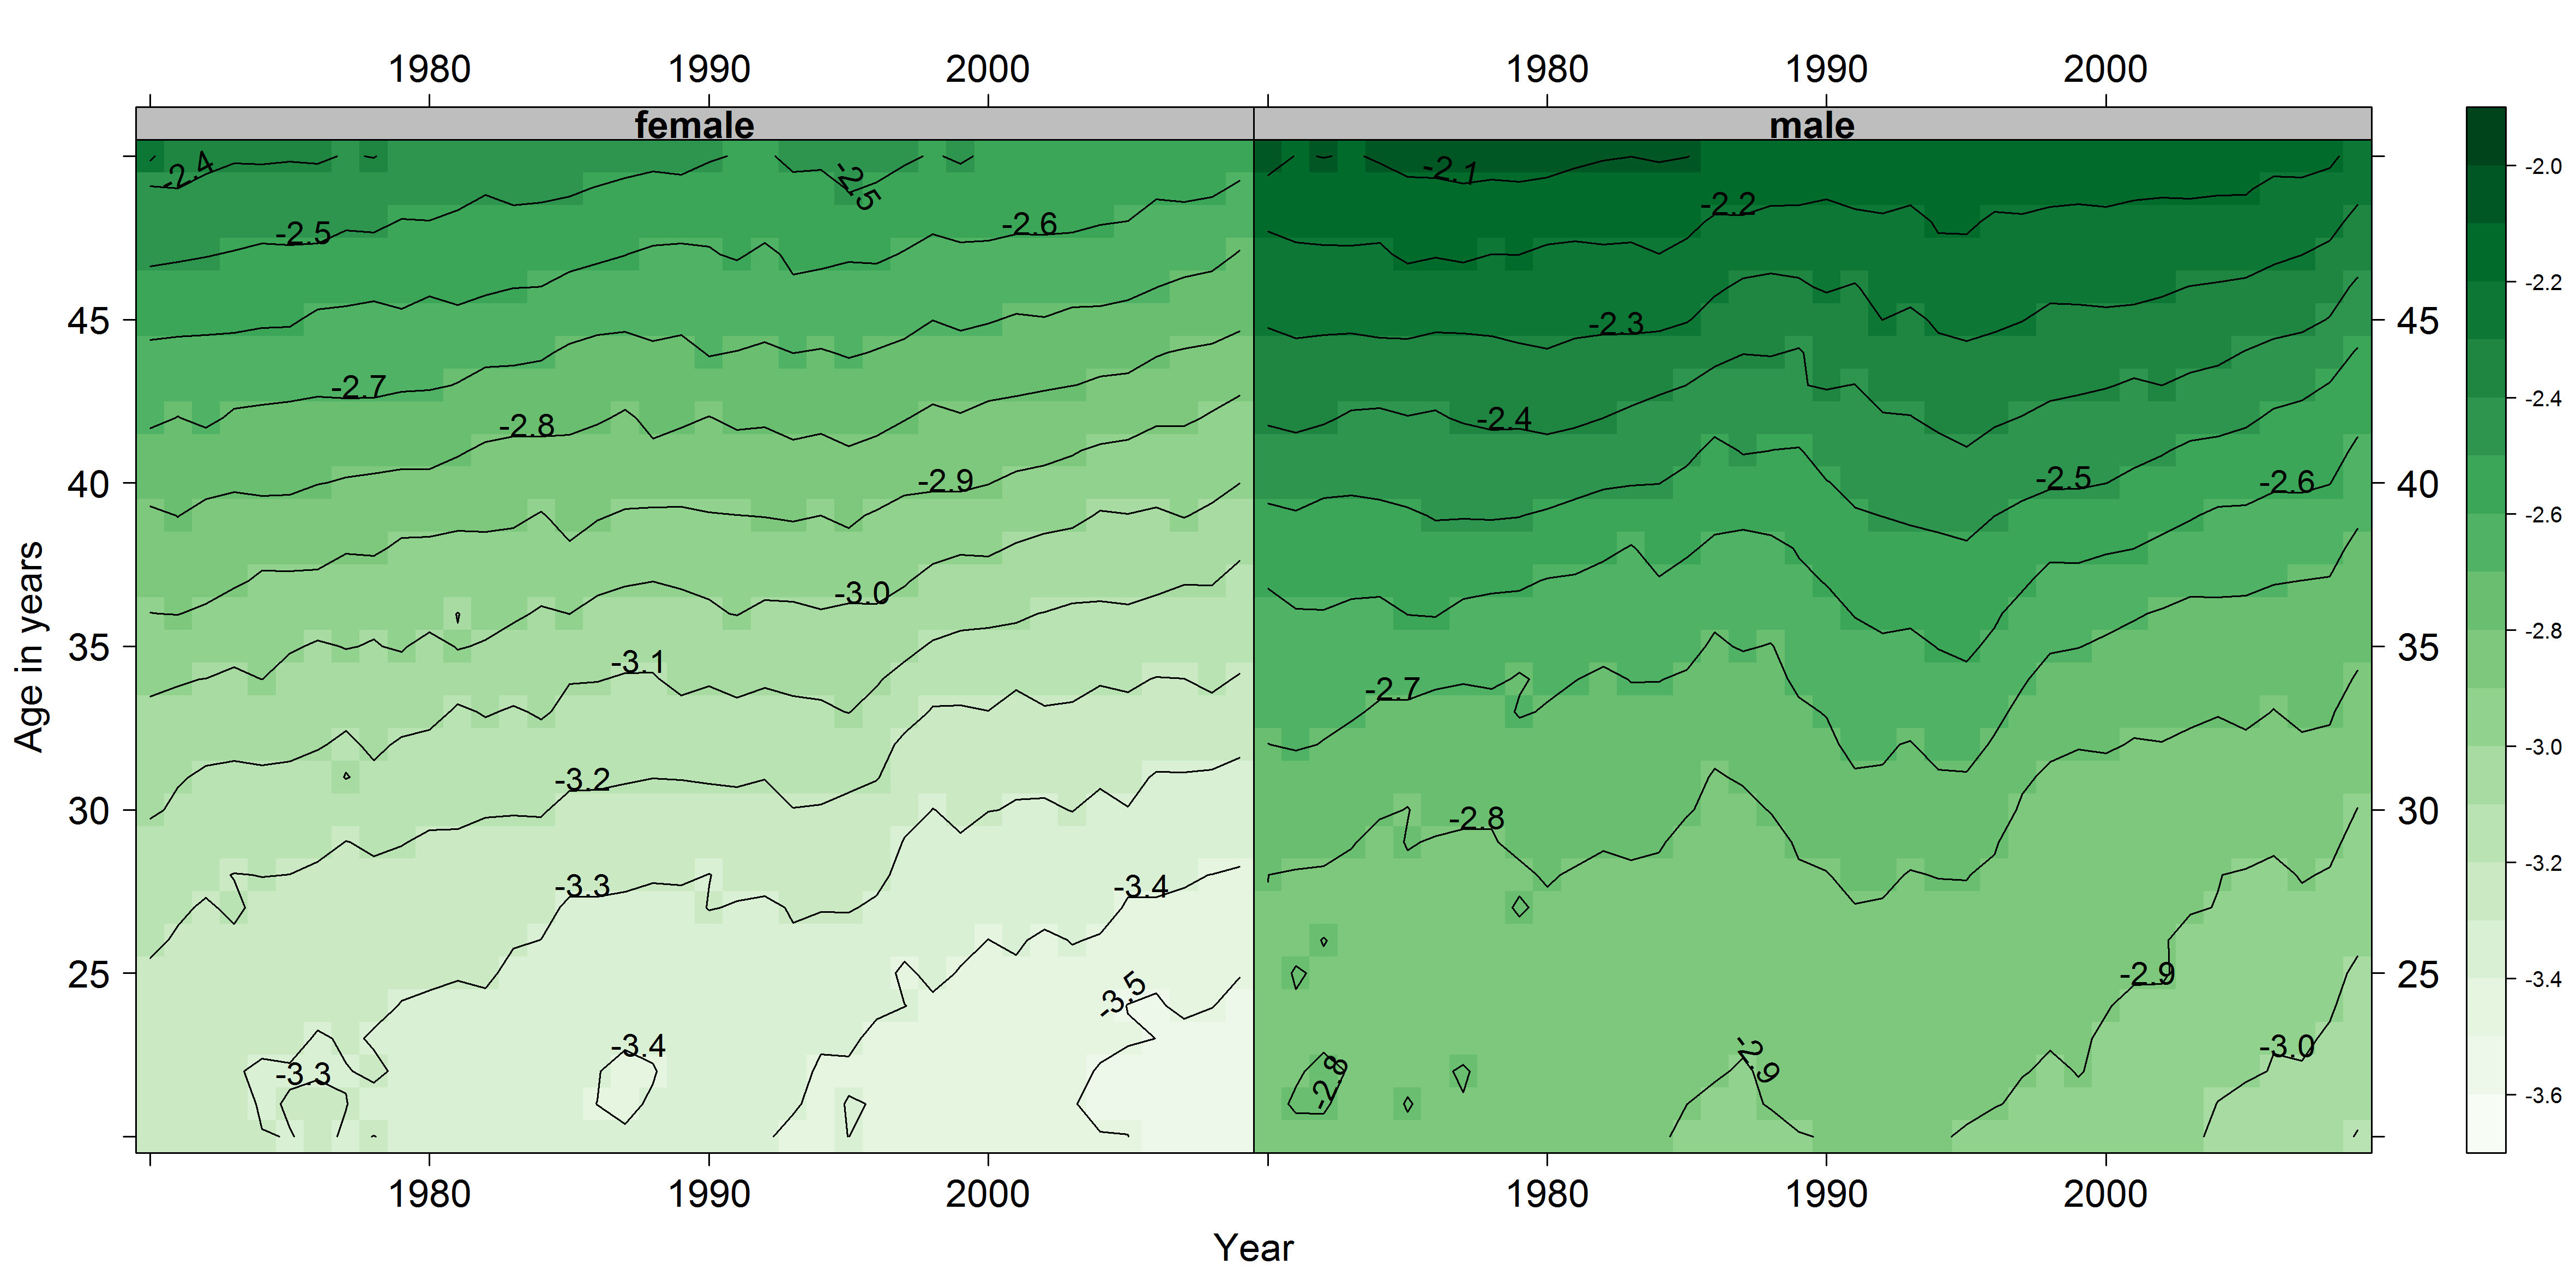 1980 1990 2000 1980 1990 2000
female male
-2.4 -2.5 -2.1 -2.0
-2.5 -2.6 -2.2 -2.2
45 -2.3 45
-2.7 -2.8 -2.4 -2.4
40 -2.9 -2.5 -2.6 40
-3.0 -2.6
35 -3.1 -2.7 35 -2.8
Age in years
-3.2 -3.0
30 -2.8 30
-3.3 -3.4 -3.2
25 -3.5 -2.9 25 -3.4
-3.3 -3.4 -2.8 -2.9 -3.0 -3.6
1980 1990 2000 1980 1990 2000
Year